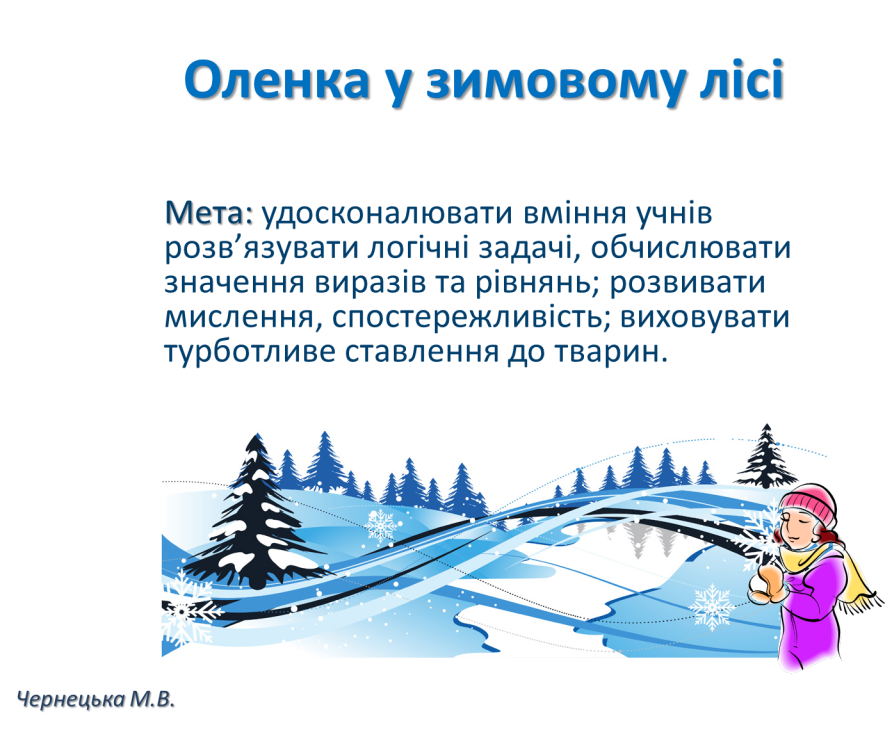 Оленка у зимовому лісі
Мета: удосконалювати вміння учнів
розв’язувати логічні задачі, обчислювати
значення виразів та рівнянь; розвивати
мислення, спостережливість; виховувати
турботливе ставлення до тварин.
Чернецька М.В.